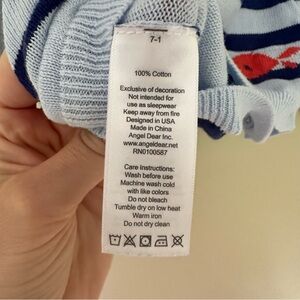 7-1
100% Cotton
Exclusive of decoration
Not intended for
use as sleepwear
Keep away from fire
Designed in USA
Made in China
Angel Dear Inc.
www.angeldear.net
RN0100587
Care Instructions:
Wash before use
Machine wash cold
with like colors
Do not bleach
Tumble dry on low heat
Warm iron
Do not dry clean